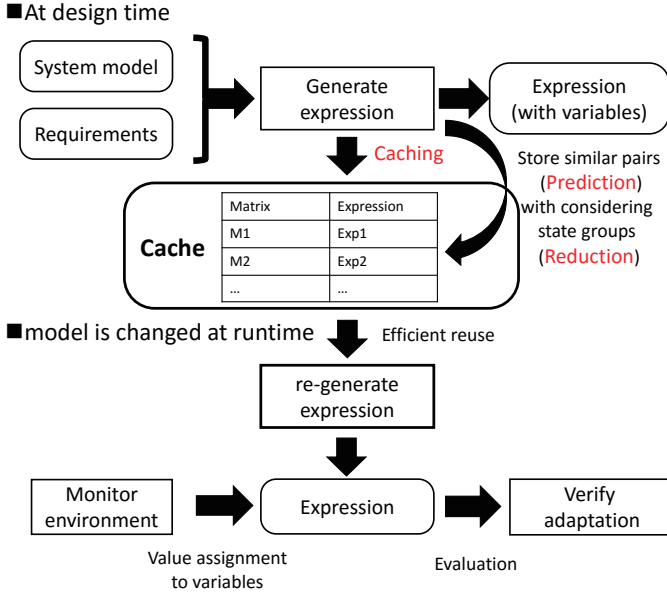 ■At design time
System model
Requirements
Generate
expression
Expression
(with variables)
Caching
Store similar pairs
(Prediction)
with considering
state groups
(Reduction)
Cache
Matrix Expression
M1 Exp1
M2 Exp2
... ...
■model is changed at runtime
Efficient reuse
re-generate
expression
Monitor
environment
Expression
Verify
adaptation
Value assignment
to variables
Evaluation